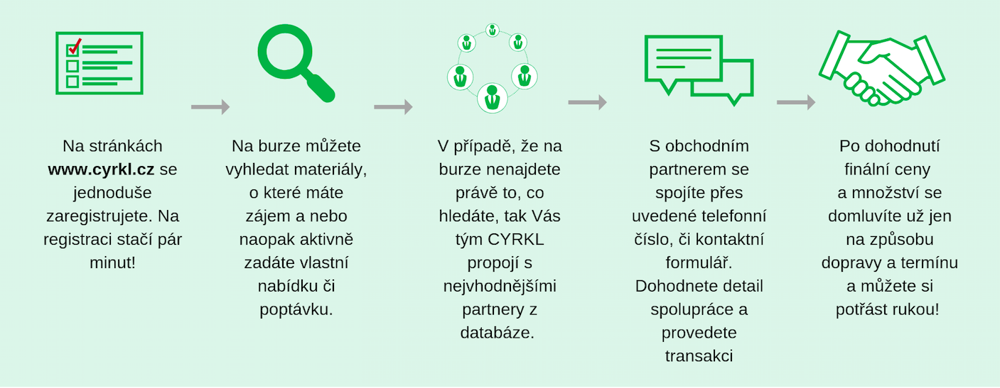 Na stránkách
www.cyrkl.cz se
jednoduše
zaregistrujete. Na
registraci stačí pár
minut!
Na burze můžete
vyhledat materiály,
o které máte
zájem a nebo
naopak aktivně
zadáte vlastní
nabídku či
poptávku.
V případě, že na
burze nenajdete
právě to, co
hledáte, tak Vás
tým CYRKL
propojí s
nejvhodnějšími
partnery z
databáze.
S obchodním
partnerem se
spojíte přes
uvedené telefonní
číslo, či kontaktní
formulář.
Dohodnete detail
spolupráce a
provedete
transakci
Po dohodnutí
finální ceny
a množství se
domluvíte už jen
na způsobu
dopravy a termínu
a můžete si
potřást rukou!